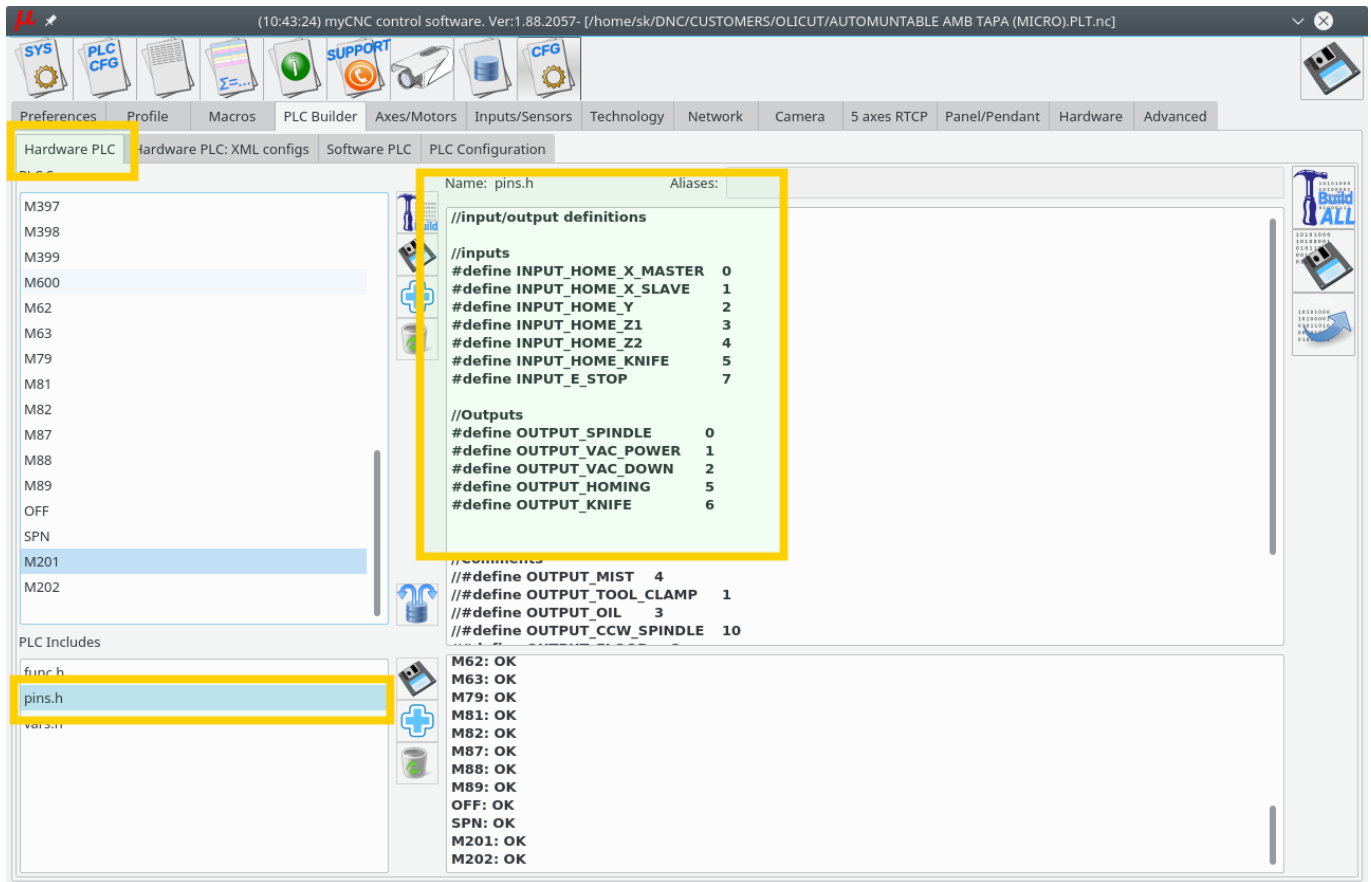 (10:43:24) myCNC control software. Ver:1.88.2057- [/home/sk/DNC/CUSTOMERS/OLICUT/AUTOMUNTABLE AMB TAPA (MICRO).PLT.nc]
SYS
PLC CFG
Σ=...
SUPPORT
CFG
Preferences Profile Macros PLC Builder Axes/Motors Inputs/Sensors Technology Network Camera 5 axes RTCP Panel/Pendant Hardware Advanced
Hardware PLC Hardware PLC: XML configs Software PLC PLC Configuration
M397
M398
M399
M600
M62
M63
M79
M81
M82
M87
M88
M89
OFF
SPN
M201
M202
PLC Includes
func.h
pins.h
vars.h
Build
Name: pins.h Aliases:
//input/output definitions
//inputs
#define INPUT_HOME_X_MASTER 0
#define INPUT_HOME_X_SLAVE 1
#define INPUT_HOME_Y 2
#define INPUT_HOME_Z1 3
#define INPUT_HOME_Z2 4
#define INPUT_HOME_KNIFE 5
#define INPUT_E_STOP 7
//Outputs
#define OUTPUT_SPINDLE 0
#define OUTPUT_VAC_POWER 1
#define OUTPUT_VAC_DOWN 2
#define OUTPUT_HOMING 5
#define OUTPUT_KNIFE 6
//Comments
//#define OUTPUT_MIST 4
//#define OUTPUT_TOOL_CLAMP 1
//#define OUTPUT_OIL 3
//#define OUTPUT_CCW_SPINDLE 10
M62: OK
M63: OK
M79: OK
M81: OK
M82: OK
M87: OK
M88: OK
M89: OK
OFF: OK
SPN: OK
M201: OK
M202: OK
Build
ALL